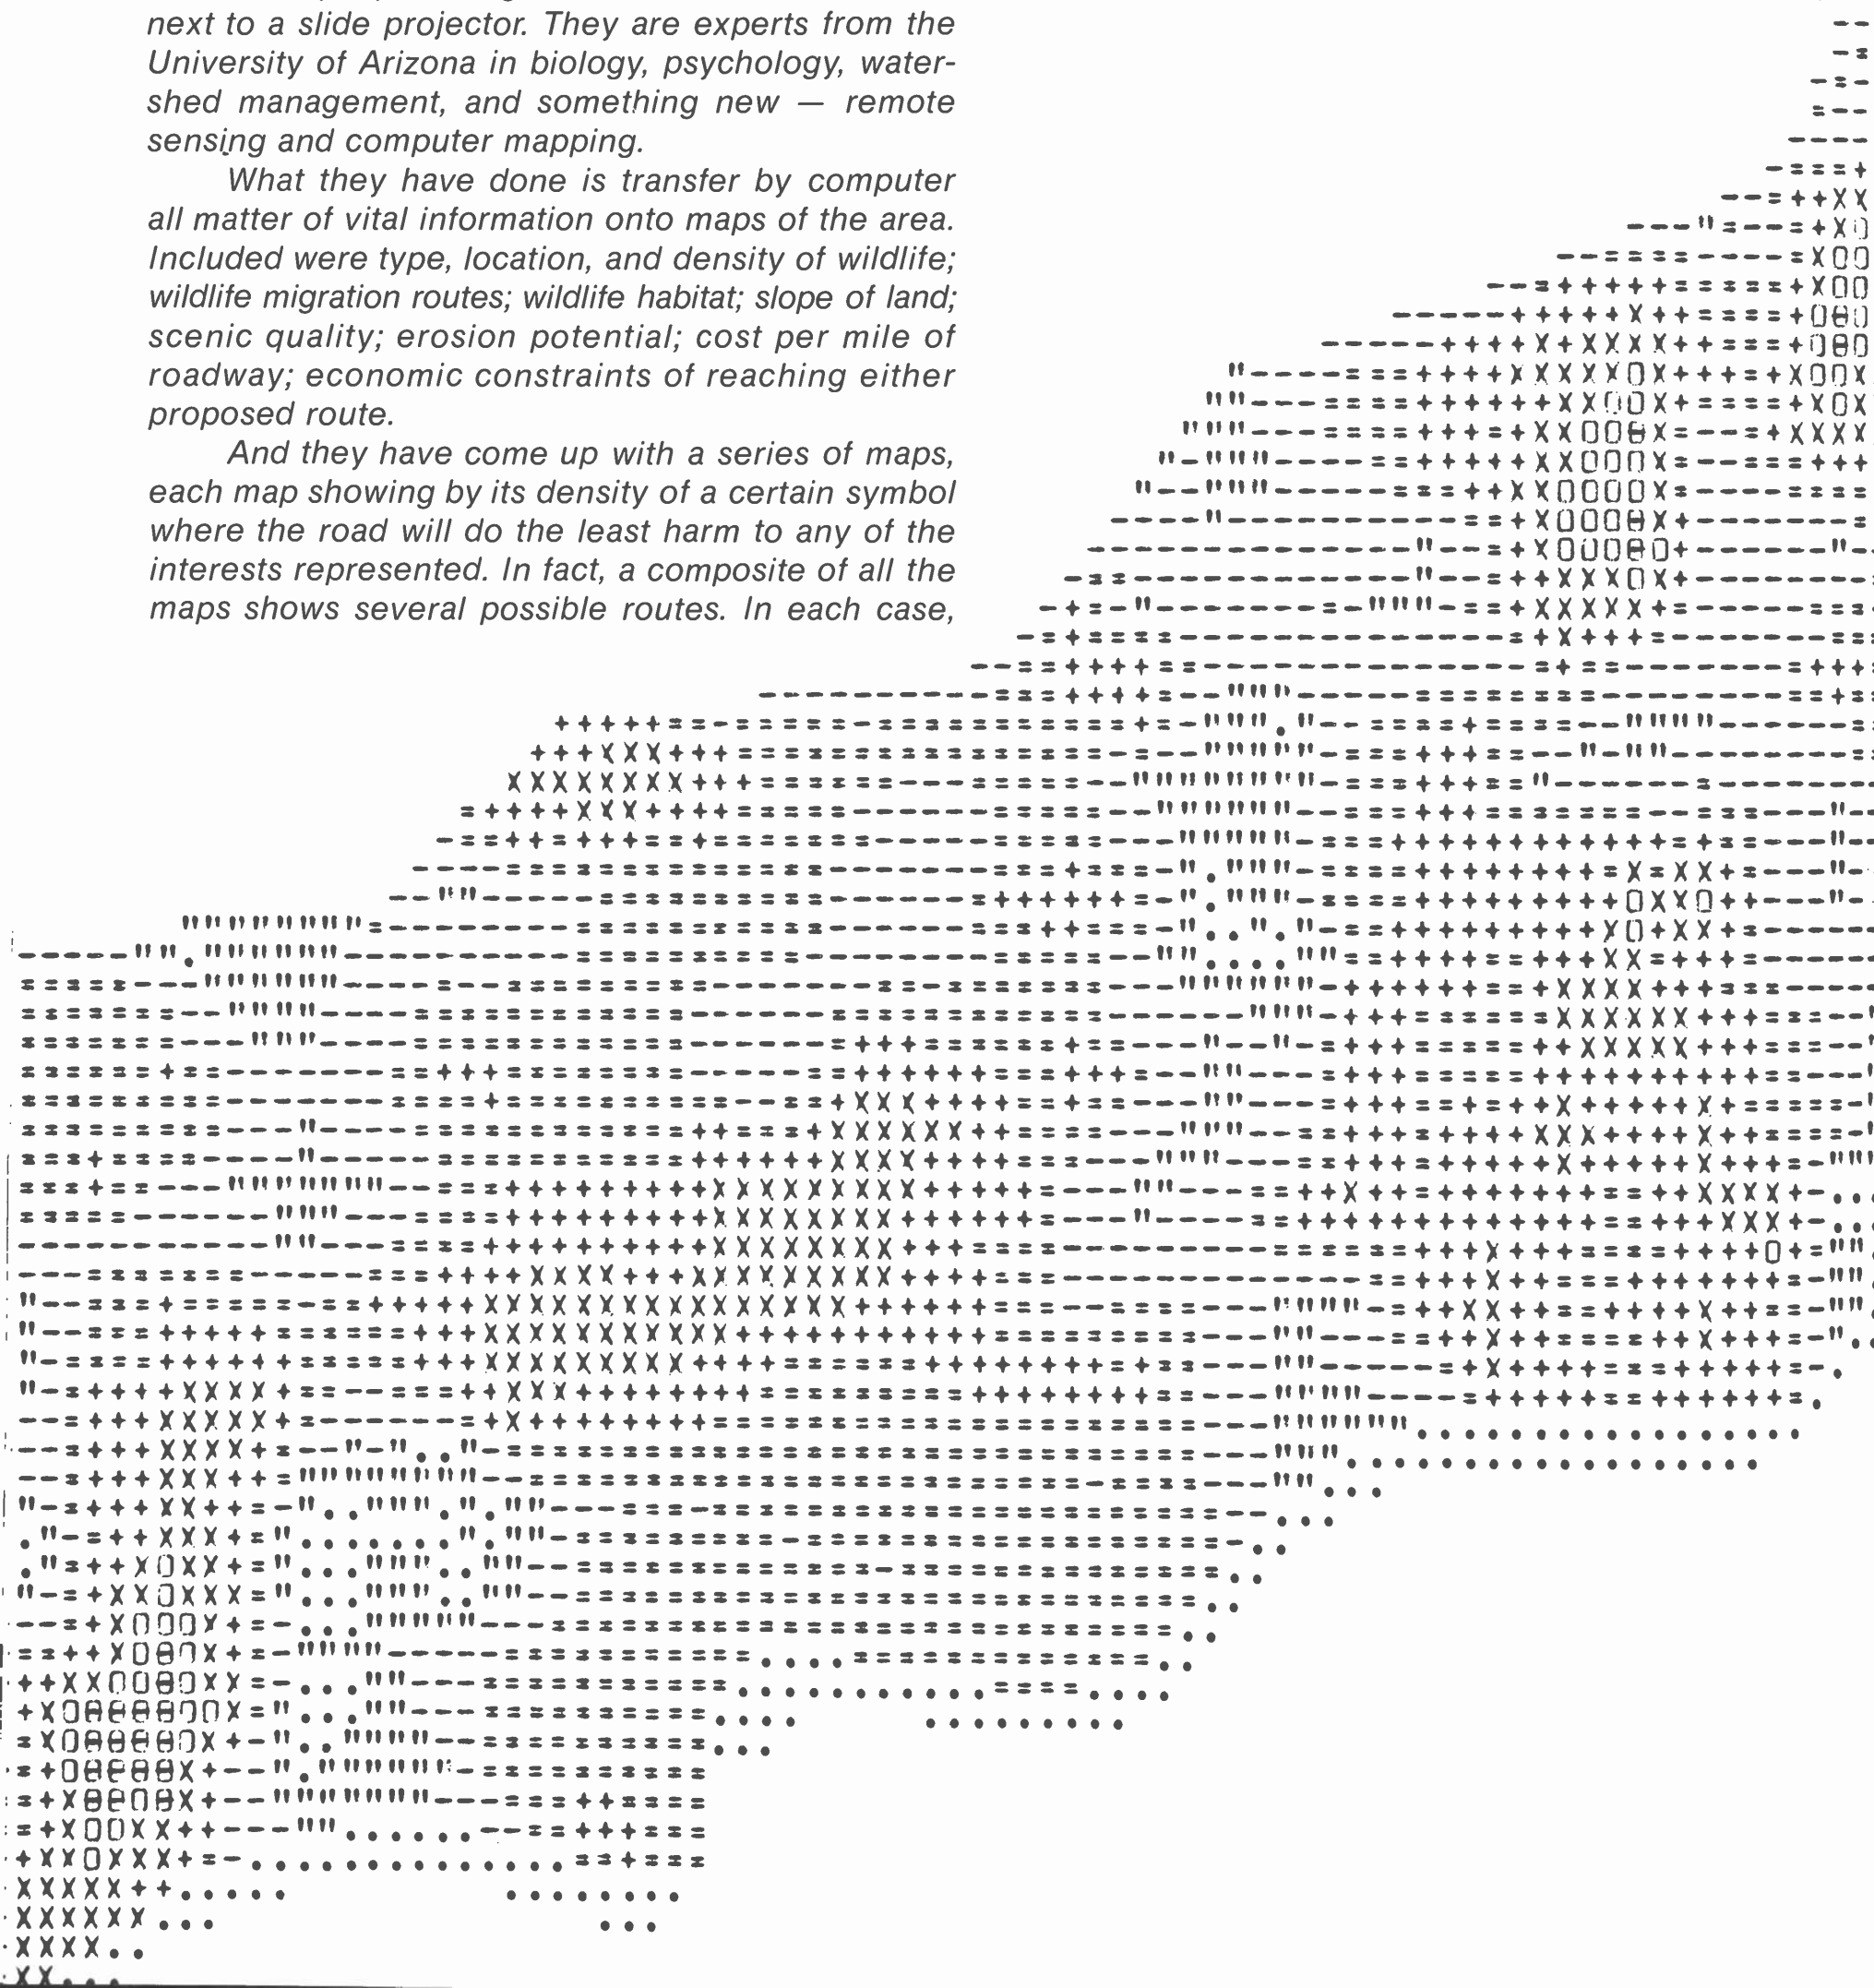 next to a slide projector. They are experts from the
University of Arizona in biology, psychology, water-
shed management, and something new — remote
sensing and computer mapping.
What they have done is transfer by computer
all matter of vital information onto maps of the area.
Included were type, location, and density of wildlife;
wildlife migration routes; wildlife habitat; slope of land;
scenic quality; erosion potential; cost per mile of
roadway; economic constraints of reaching either
proposed route.
And they have come up with a series of maps,
each map showing by its density of a certain symbol
where the road will do the least harm to any of the
interests represented. In fact, a composite of all the
maps shows several possible routes. In each case,